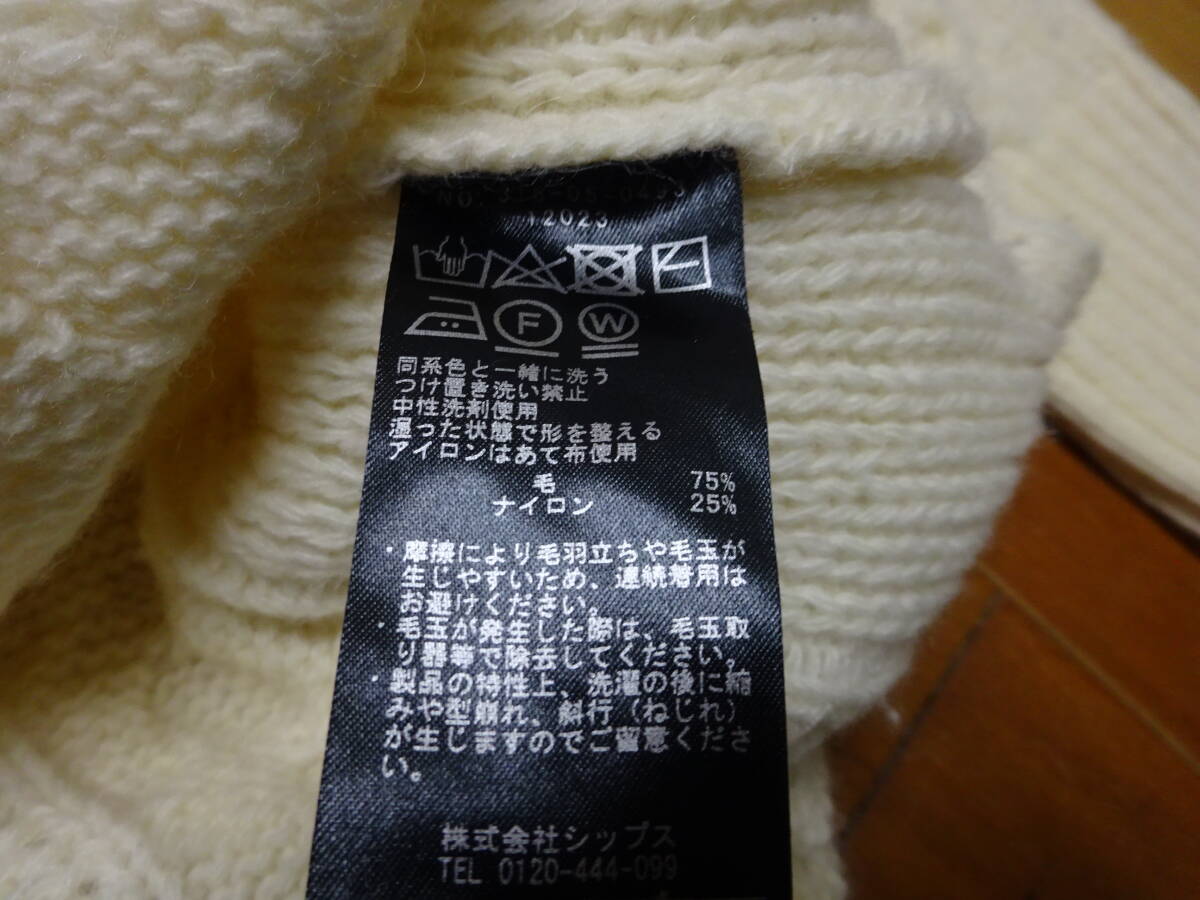 12023
F W
同系色と一緒に洗う
つけ置き洗い禁止
中性洗剤使用
湿った状態で形を整える
アイロンはあて布使用
毛 75%
ナイロン 25%
・摩擦により毛羽立ちや毛玉が
生じやすいため、連続着用は
お避けください。
・毛玉が発生した際は、毛玉取
り器等で除去してください。
・製品の特性上、洗濯の後に縮
みや型崩れ、斜行(ねじれ)
が生じますのでご留意くださ
い。
株式会社シップス
TEL 0120-444-099